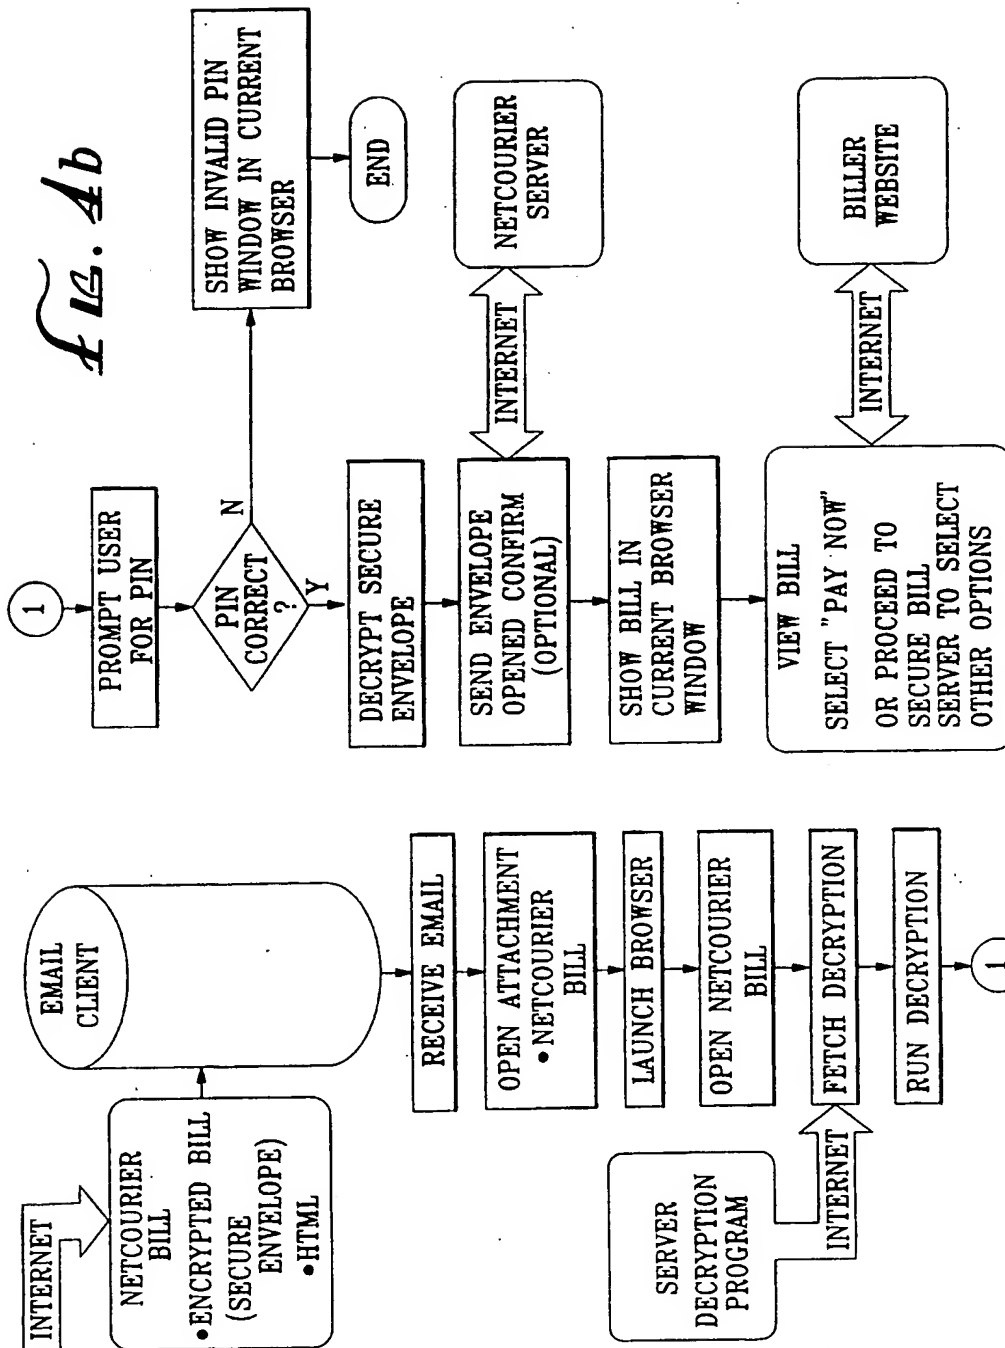 INTERNET
NETCOURIER
BILL
•ENCRYPTED BILL
(SECURE
ENVELOPE)
•HTML
EMAIL
CLIENT
RECEIVE EMAIL
OPEN ATTACHMENT
•NETCOURIER
BILL
LAUNCH BROWSER
OPEN NETCOURIER
BILL
SERVER
DECRYPTION
PROGRAM
INTERNET
FETCH DECRYPTION
RUN DECRYPTION
1
fIG. 4b
1
PROMPT USER
FOR PIN
PIN
CORRECT
?
N
Y
SHOW INVALID PIN
WINDOW IN CURRENT
BROWSER
END
DECRYPT SECURE
ENVELOPE
SEND ENVELOPE
OPENED CONFIRM
(OPTIONAL)
INTERNET
NETCOURIER
SERVER
SHOW BILL IN
CURRENT BROWSER
WINDOW
VIEW BILL
SELECT "PAY NOW"
OR PROCEED TO
SECURE BILL
SERVER TO SELECT
OTHER OPTIONS
INTERNET
BILLER
WEBSITE